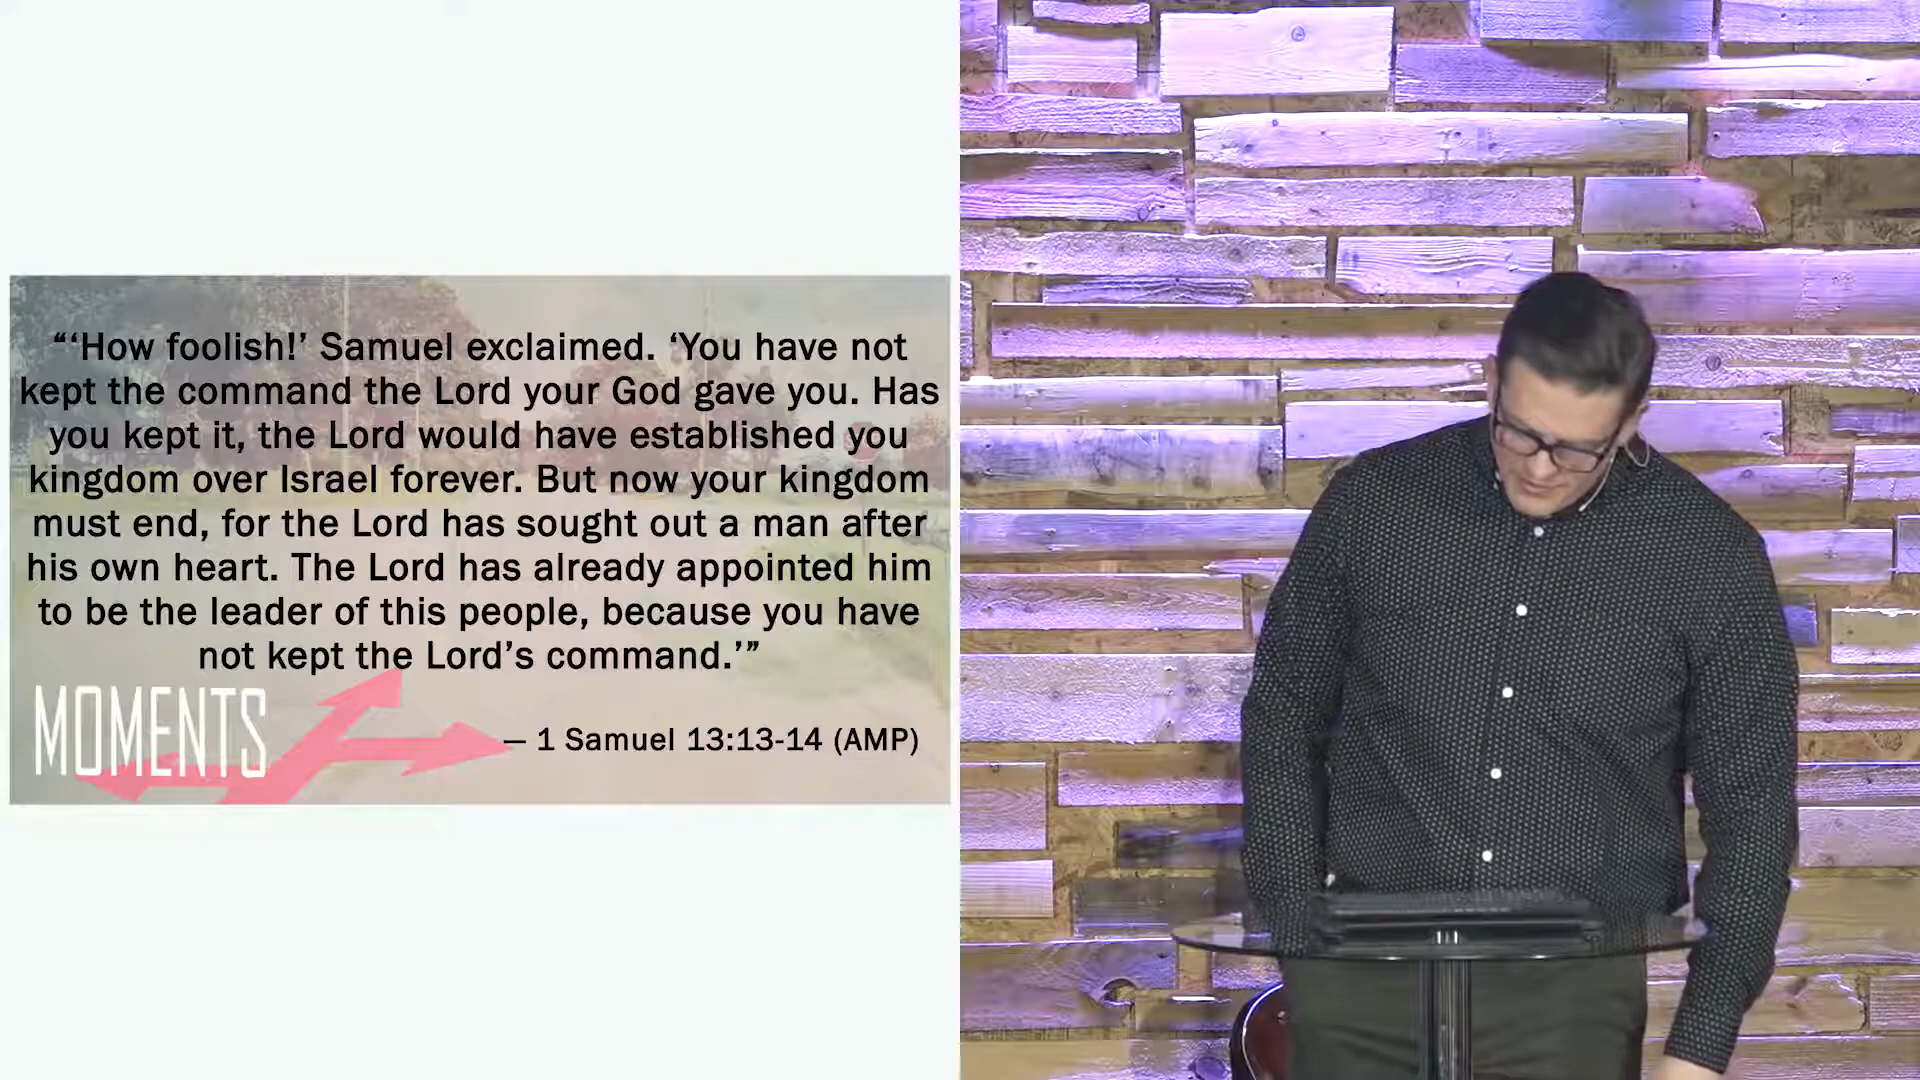 “‘How foolish!’ Samuel exclaimed. ‘You have not
kept the command the Lord your God gave you. Has
you kept it, the Lord would have established you
kingdom over Israel forever. But now your kingdom
must end, for the Lord has sought out a man after
his own heart. The Lord has already appointed him
to be the leader of this people, because you have
not kept the Lord’s command.’”
MOMENTS
– 1 Samuel 13:13-14 (AMP)